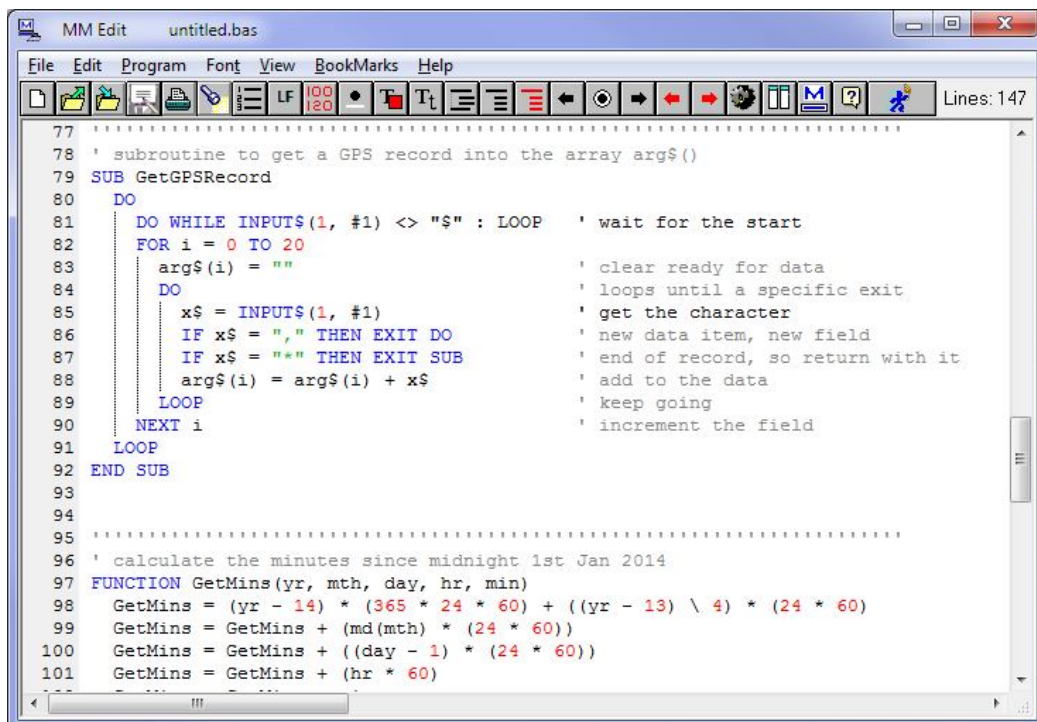 MM Edit untitled.bas
File Edit Program Font View BookMarks Help
LF 100 120 T Tt M ? Lines: 147
77 '''''''''''''''''''''''''''''''''''''''''''''''''''''''''''''''''''''''
78 ' subroutine to get a GPS record into the array arg$()
79 SUB GetGPSRecord
80   DO
81     DO WHILE INPUT$(1, #1) <> "$" : LOOP   ' wait for the start
82     FOR i = 0 TO 20
83       arg$(i) = ""                       ' clear ready for data
84       DO                                 ' loops until a specific exit
85         x$ = INPUT$(1, #1)               ' get the character
86         IF x$ = "," THEN EXIT DO         ' new data item, new field
87         IF x$ = "*" THEN EXIT SUB        ' end of record, so return with it
88         arg$(i) = arg$(i) + x$           ' add to the data
89       LOOP                               ' keep going
90     NEXT i                               ' increment the field
91   LOOP
92 END SUB
93
94
95 '''''''''''''''''''''''''''''''''''''''''''''''''''''''''''''''''''''''
96 ' calculate the minutes since midnight 1st Jan 2014
97 FUNCTION GetMins(yr, mth, day, hr, min)
98   GetMins = (yr - 14) * (365 * 24 * 60) + ((yr - 13) \ 4) * (24 * 60)
99   GetMins = GetMins + (md(mth) * (24 * 60))
100   GetMins = GetMins + ((day - 1) * (24 * 60))
101   GetMins = GetMins + (hr * 60)